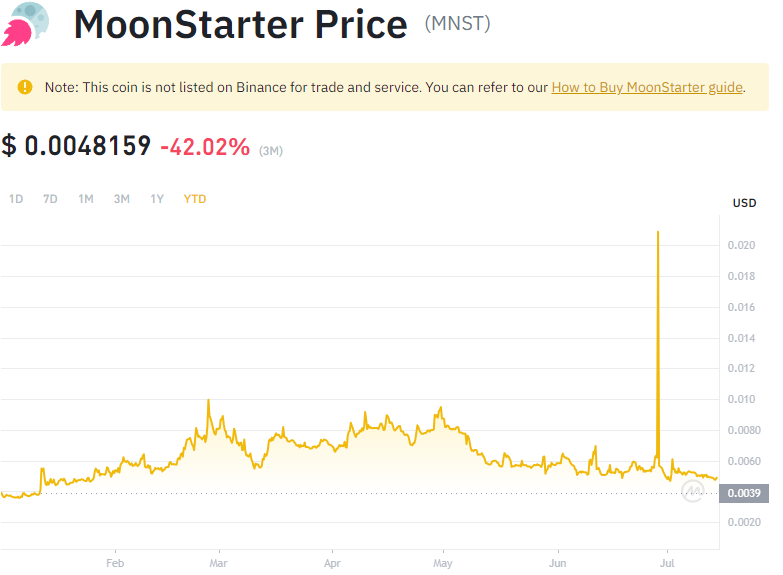 MoonStarter Price (MNST)
Note: This coin is not listed on Binance for trade and service. You can refer to our How to Buy MoonStarter guide.
$ 0.0048159 -42.02% (3M)
1D 7D 1M 3M 1Y YTD
USD
0.020
0.018
0.016
0.014
0.012
0.010
0.0080
0.0060
0.0039
0.0020
Feb Mar Apr May Jun Jul